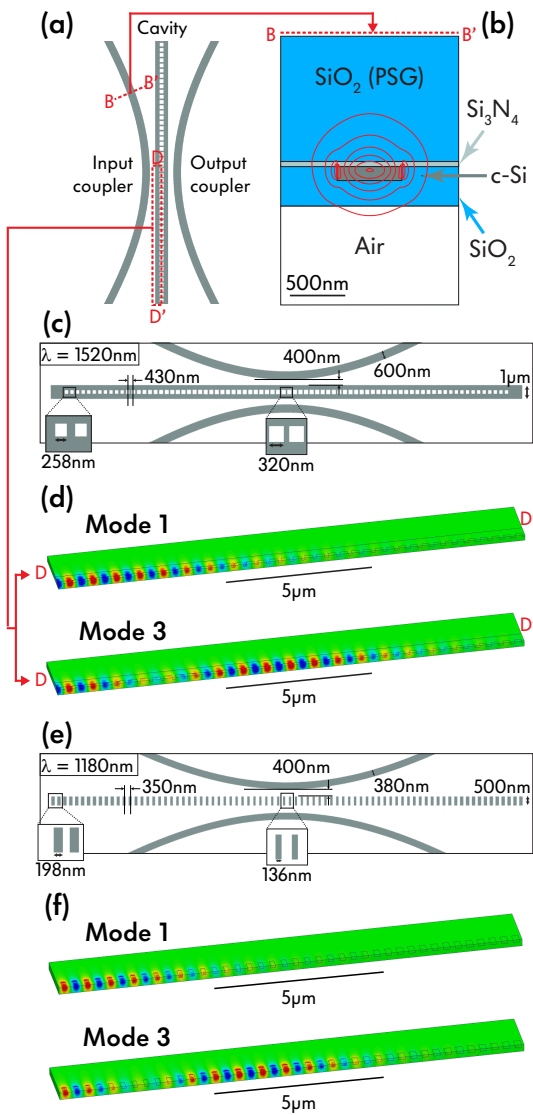 (a)
Cavity
B
B'
D
Input
coupler
Output
coupler
D'
(b)
B
B'
SiO2 (PSG)
Si3N4
c-Si
Air
SiO2
500nm
(c)
λ = 1520nm
400nm
600nm
430nm
1µm
258nm
320nm
(d)
Mode 1
D
D
5µm
Mode 3
D
D
5µm
(e)
λ = 1180nm
400nm
350nm
380nm
500nm
198nm
136nm
(f)
Mode 1
5µm
Mode 3
5µm